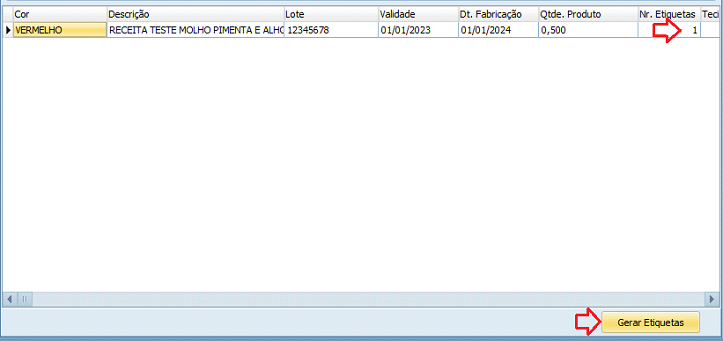 Cor Descrição Lote Validade Dt. Fabricação Qtde. Produto Nr. Etiquetas Teci
VERMELHO RECEITA TESTE MOLHO PIMENTA E ALHO 12345678 01/01/2023 01/01/2024 0,500 1
Gerar Etiquetas